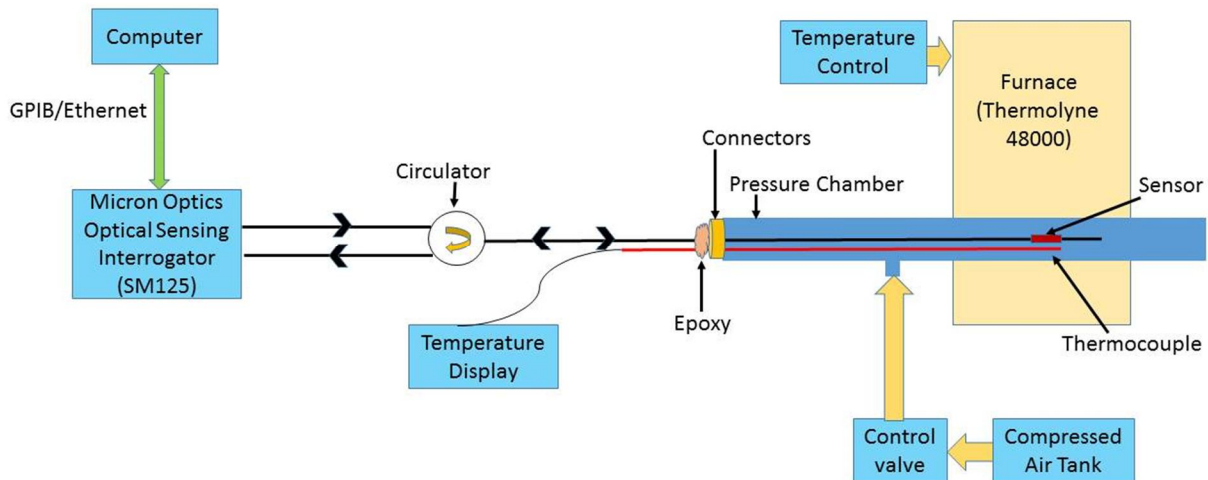 Computer
GPIB/Ethernet
Micron Optics
Optical Sensing
Interrogator
(SM125)
Circulator
Temperature
Display
Connectors
Pressure Chamber
Epoxy
Temperature
Control
Furnace
(Thermolyne
48000)
Sensor
Thermocouple
Control
valve
Compressed
Air Tank